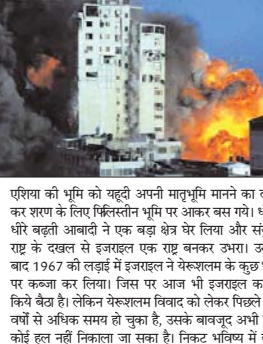 एशिया की भूमि को यहूदी अपनी मातृभूमि मानने का
कर शरण के लिए फिलिस्तीन भूमि पर आकर बस गये।
धीरे बढ़ती आबादी ने एक बड़ा क्षेत्र घेर लिया और
राष्ट्र के दखल से इजराइल एक राष्ट्र बनकर उभरा।
बाद 1967 की लड़ाई में इजराइल ने येरूशलम के कुछ
पर कब्जा कर लिया। जिस पर आज भी इजराइल
किये बैठा है। लेकिन येरूशलम विवाद को लेकर पिछले
वर्षों से अधिक समय हो चुका है, उसके बावजूद अभी
कोई हल नहीं निकाला जा सका है। निकट भविष्य में